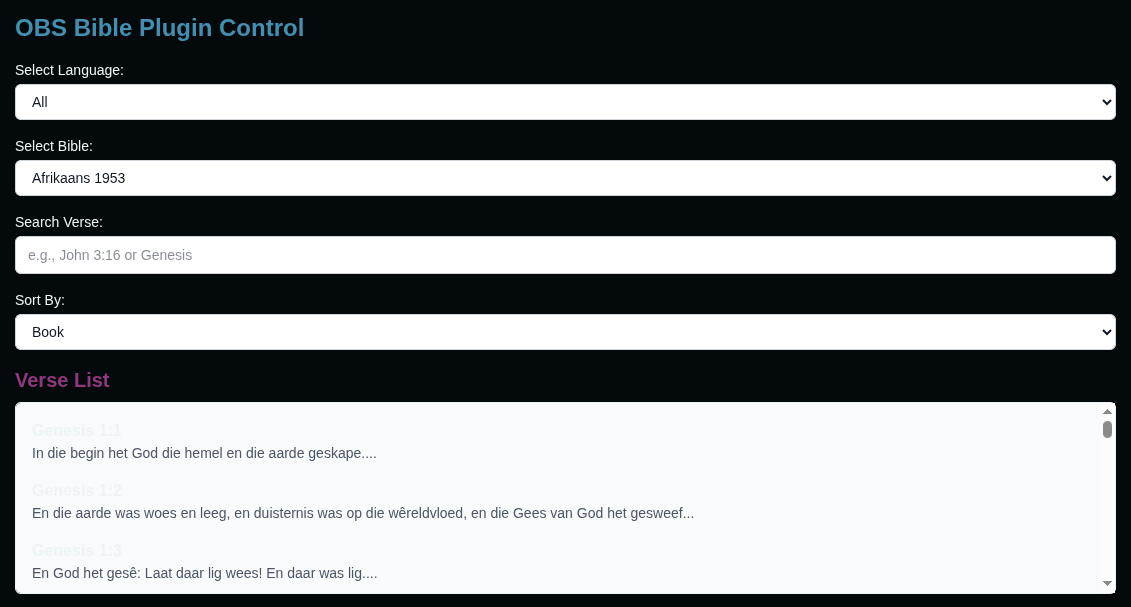 OBS Bible Plugin Control
Select Language:
All
Select Bible:
Afrikaans 1953
Search Verse:
e.g., John 3:16 or Genesis
Sort By:
Book
Verse List
Genesis 1:1
In die begin het God die hemel en die aarde geskape....
Genesis 1:2
En die aarde was woes en leeg, en duisternis was op die wêreldvloed, en die Gees van God het gesweef...
Genesis 1:3
En God het gesê: Laat daar lig wees! En daar was lig....